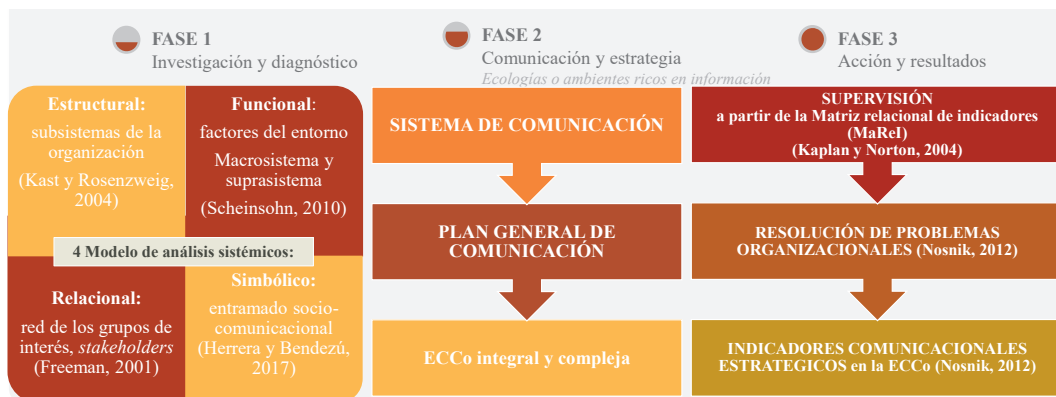 FASE 1
Investigación y diagnóstico
Estructural:
subsistemas de la
organización
(Kast y Rosenzweig,
2004)
Funcional:
factores del entorno
Macrosistema y
suprasistema
(Scheinsohn, 2010)
4 Modelo de análisis sistémicos:
Relacional:
red de los grupos de
interés, stakeholders
(Freeman, 2001)
Simbólico:
entramado socio-
comunicacional
(Herrera y Bendezú,
2017)
FASE 2
Comunicación y estrategia
Ecologías o ambientes ricos en información
SISTEMA DE COMUNICACIÓN
PLAN GENERAL DE
COMUNICACIÓN
ECCo integral y compleja
FASE 3
Acción y resultados
SUPERVISIÓN
a partir de la Matriz relacional de indicadores
(MaReI)
(Kaplan y Norton, 2004)
RESOLUCIÓN DE PROBLEMAS
ORGANIZACIONALES (Nosnik, 2012)
INDICADORES COMUNICACIONALES
ESTRATEGICOS en la ECCo (Nosnik, 2012)